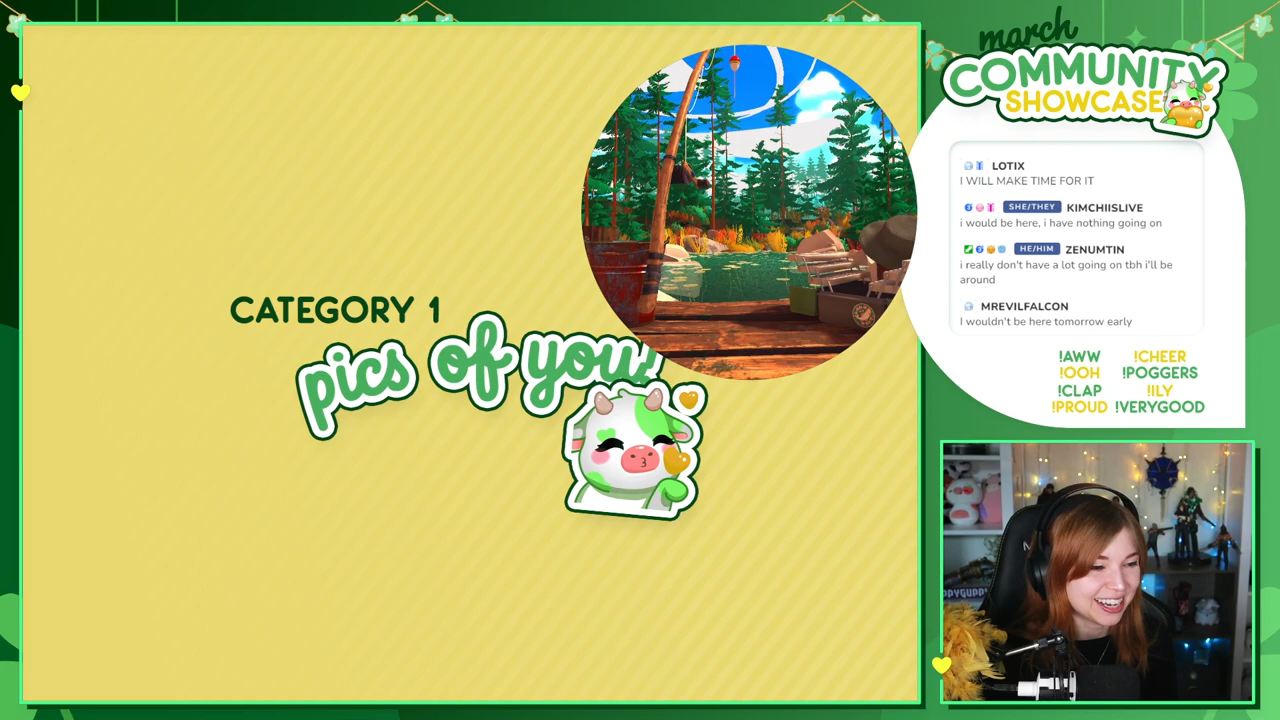 CATEGORY 1
pics of you!
march
COMMUNITY
SHOWCASE
LOTIX
I WILL MAKE TIME FOR IT
SHE/THEY KIMCHIISLIVE
i would be here, i have nothing going on
HE/HIM ZENUMTIN
i really don't have a lot going on tbh i'll be
around
MREVILFALCON
I wouldn't be here tomorrow early
!AWW !CHEER
!OOH !POGGERS
!CLAP !ILY
!PROUD !VERYGOOD